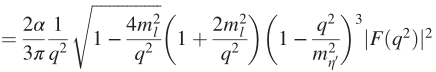 = \frac{2\alpha}{3\pi} \frac{1}{q^2} \sqrt{1 - \frac{4m_l^2}{q^2}} \left(1 + \frac{2m_l^2}{q^2}\right) \left(1 - \frac{q^2}{m_{\eta'}^2}\right)^3 |F(q^2)|^2